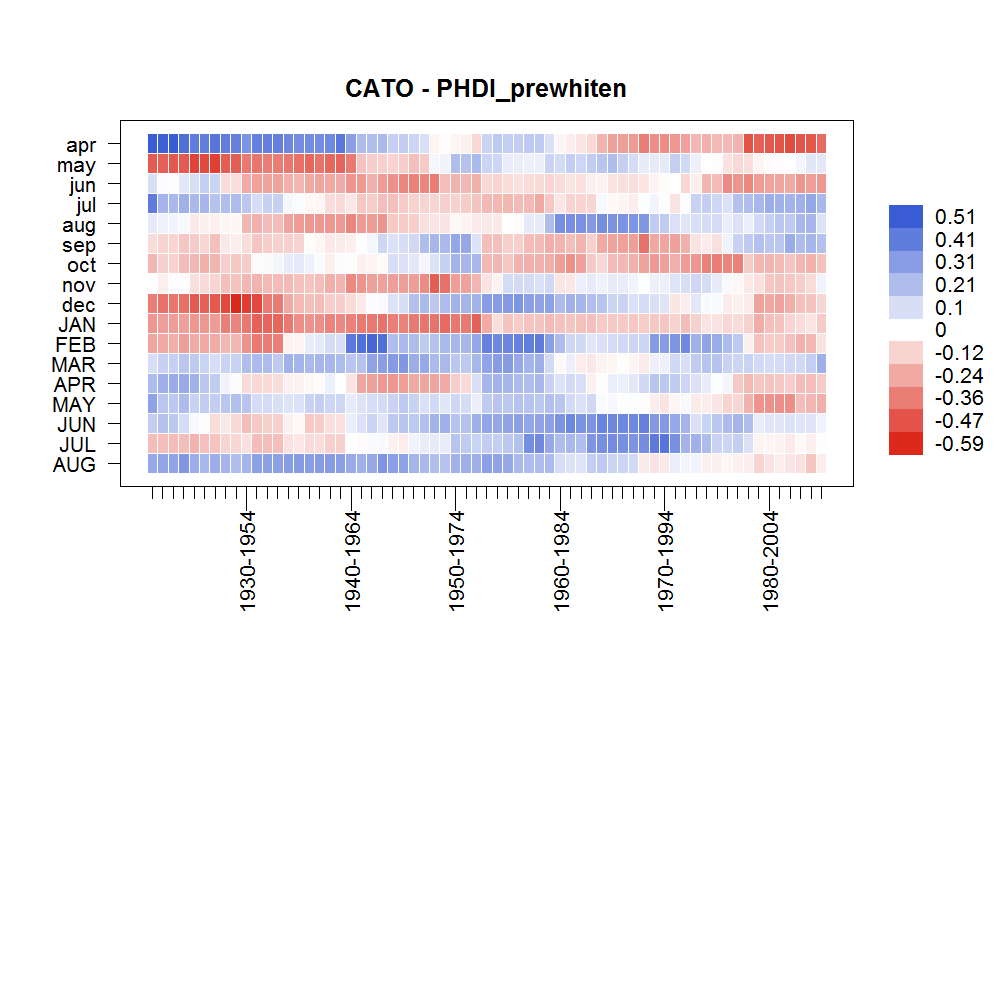 CATO - PHDI_prewhiten
apr
may
jun
jul
aug
sep
oct
nov
dec
JAN
FEB
MAR
APR
MAY
JUN
JUL
AUG
0.51
0.41
0.31
0.21
0.1
0
-0.12
-0.24
-0.36
-0.47
-0.59
1930-1954
1940-1964
1950-1974
1960-1984
1970-1994
1980-2004